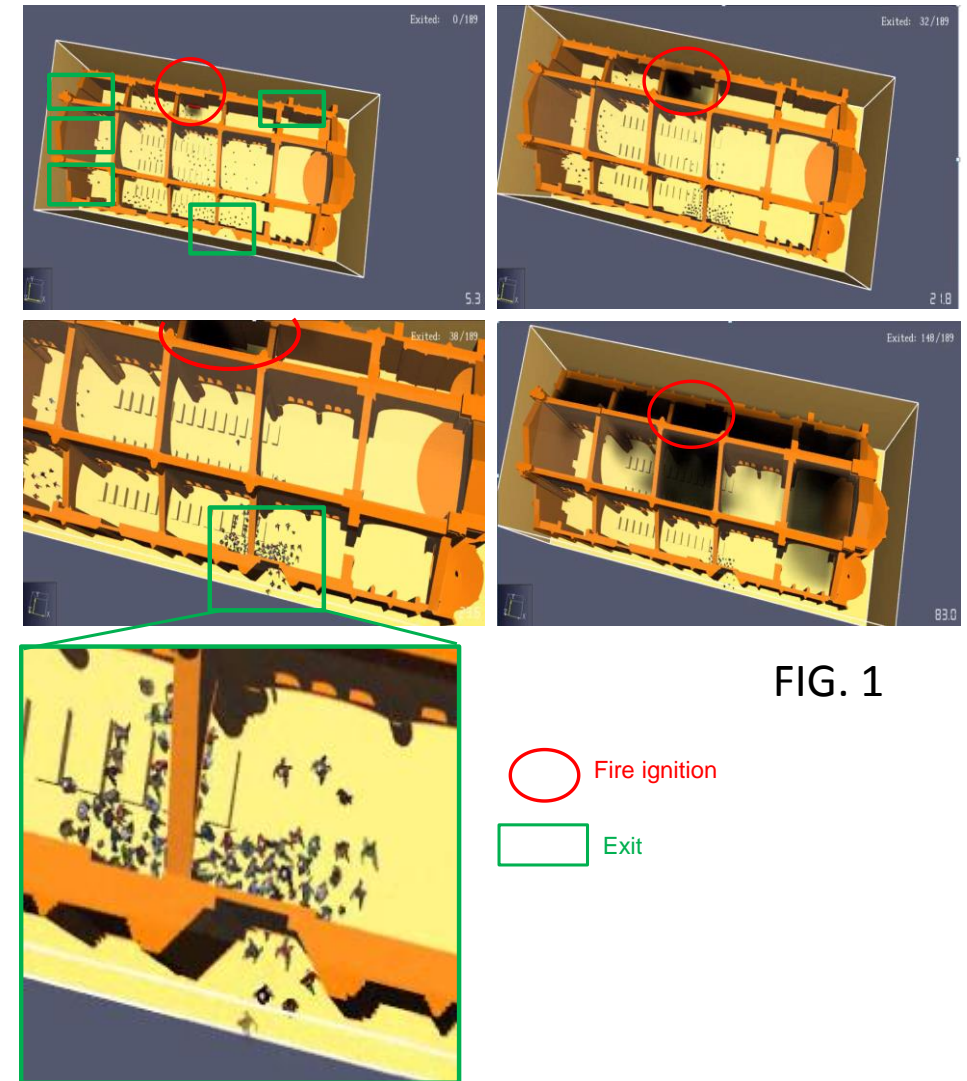 Exited: 0/189
5.3
Exited: 32/189
21.8
Exited: 38/189
Exited: 148/189
83.0
FIG. 1
Fire ignition
Exit